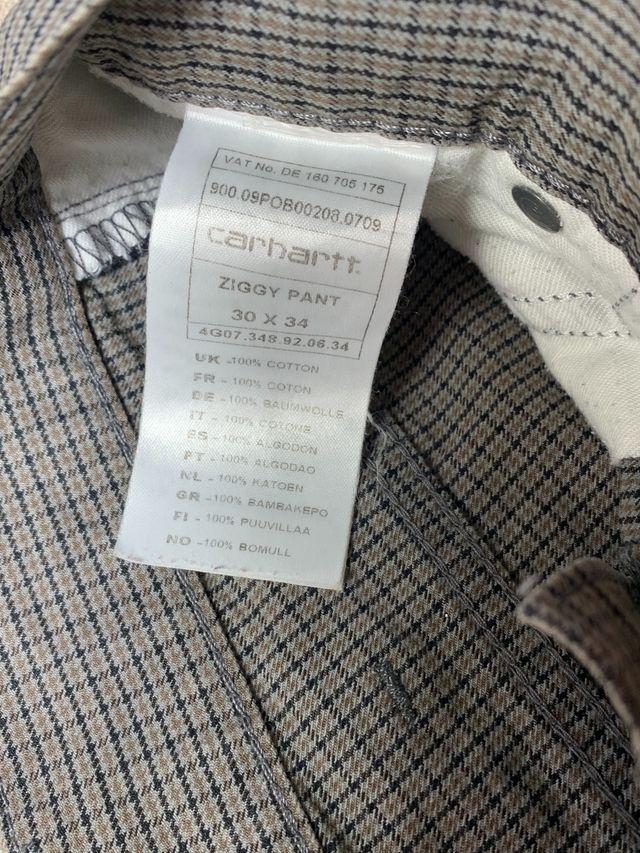 VAT No. DE 160 705 175
900.09POB00208.0709
carhartt
ZIGGY PANT
30 X 34
4G07.348.92.06.34
UK -100% COTTON
FR -100% COTON
DE -100% BAUMWOLLE
IT -100% COTONE
ES -100% ALGODON
PT -100% ALGODAO
NL -100% KATOEN
GR -100% BAMBAKEPO
FI -100% PUUVILLAA
NO -100% BOMULL